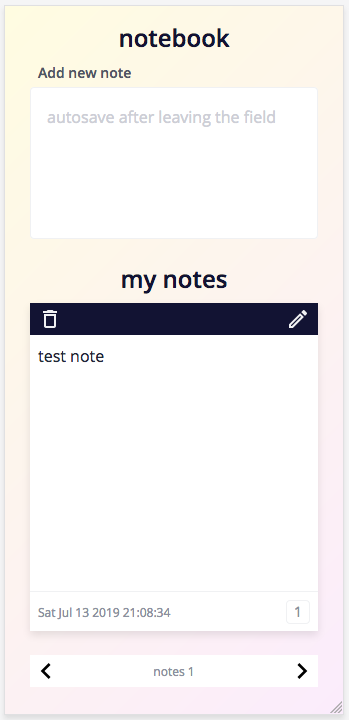 notebook
Add new note
autosave after leaving the field
my notes
test note
Sat Jul 13 2019 21:08:34
1
notes 1